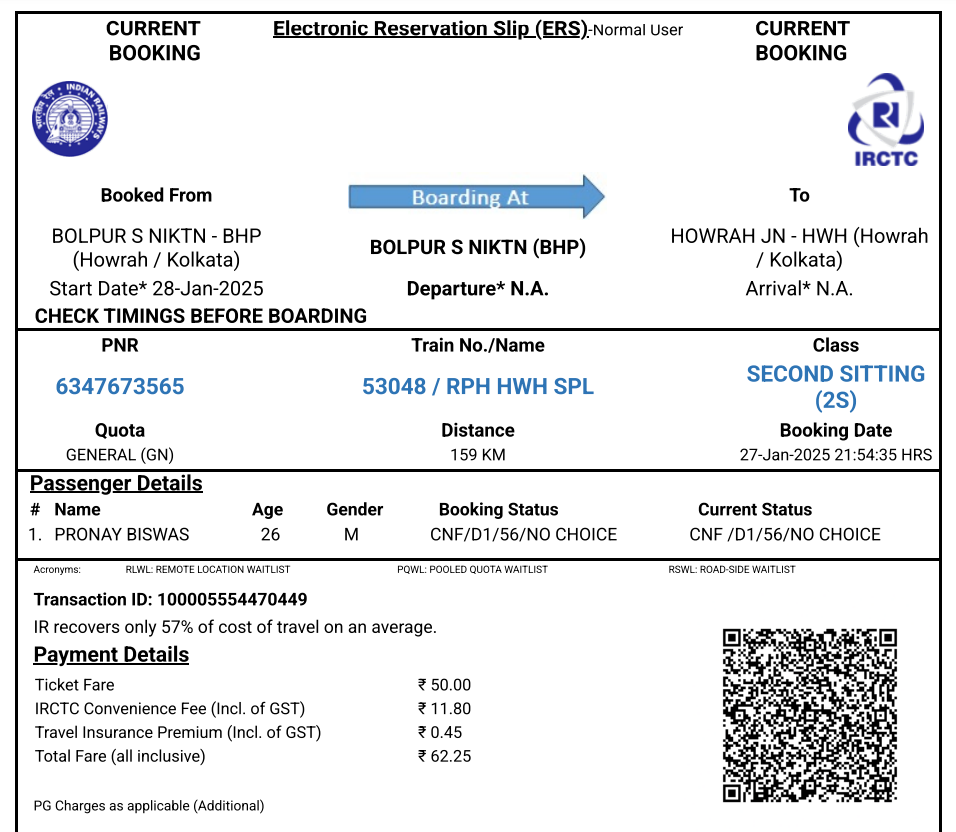 CURRENT BOOKING
Electronic Reservation Slip (ERS)-Normal User
CURRENT BOOKING
INDIAN RAILWAYS
भारतीय रेल
IRCTC
Booked From
Boarding At
To
BOLPUR S NIKTN - BHP (Howrah / Kolkata)
BOLPUR S NIKTN (BHP)
HOWRAH JN - HWH (Howrah / Kolkata)
Start Date* 28-Jan-2025
Departure* N.A.
Arrival* N.A.
CHECK TIMINGS BEFORE BOARDING
PNR Train No./Name Class
6347673565 53048 / RPH HWH SPL SECOND SITTING (2S)
Quota Distance Booking Date
GENERAL (GN) 159 KM 27-Jan-2025 21:54:35 HRS
Passenger Details
# Name Age Gender Booking Status Current Status
1. PRONAY BISWAS 26 M CNF/D1/56/NO CHOICE CNF /D1/56/NO CHOICE
Acronyms: RLWL: REMOTE LOCATION WAITLIST PQWL: POOLED QUOTA WAITLIST RSWL: ROAD-SIDE WAITLIST
Transaction ID: 100005554470449
IR recovers only 57% of cost of travel on an average.
Payment Details
Ticket Fare ₹ 50.00
IRCTC Convenience Fee (Incl. of GST) ₹ 11.80
Travel Insurance Premium (Incl. of GST) ₹ 0.45
Total Fare (all inclusive) ₹ 62.25
PG Charges as applicable (Additional)